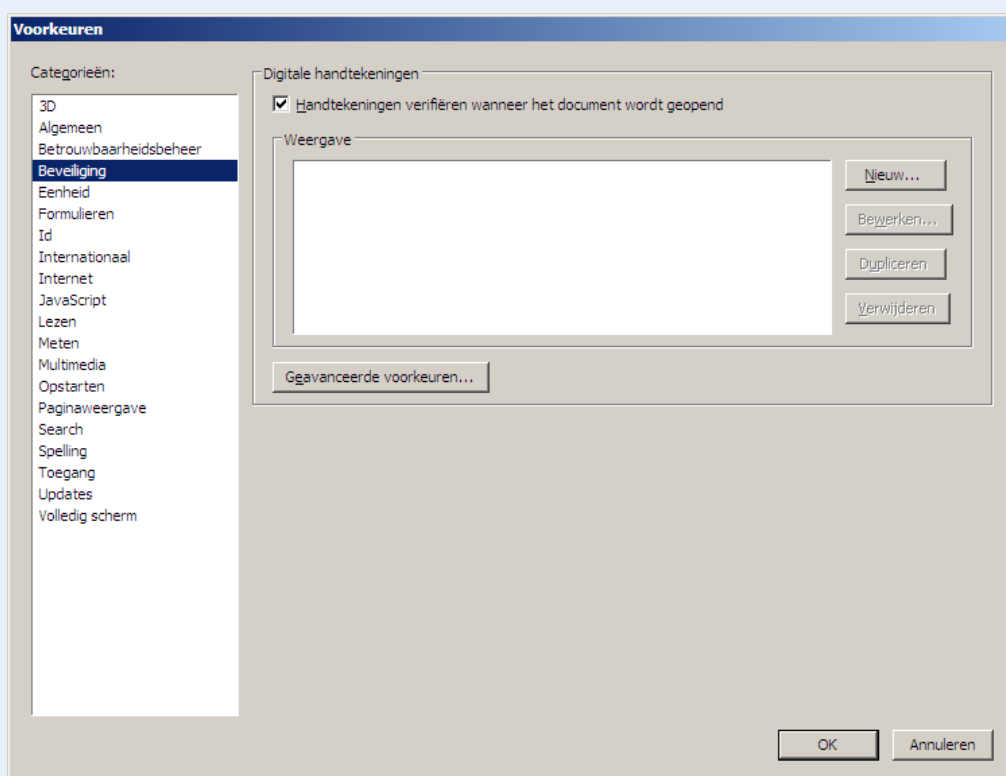 Voorkeuren
Categorieën:
3D
Algemeen
Betrouwbaarheidsbeheer
Beveiliging
Eenheid
Formulieren
Id
Internationaal
Internet
JavaScript
Lezen
Meten
Multimedia
Opstarten
Paginaweergave
Search
Spelling
Toegang
Updates
Volledig scherm
Digitale handtekeningen
Handtekeningen verifiëren wanneer het document wordt geopend
Weergave
Nieuw...
Bewerken...
Dupliceren
Verwijderen
Geavanceerde voorkeuren...
OK
Annuleren